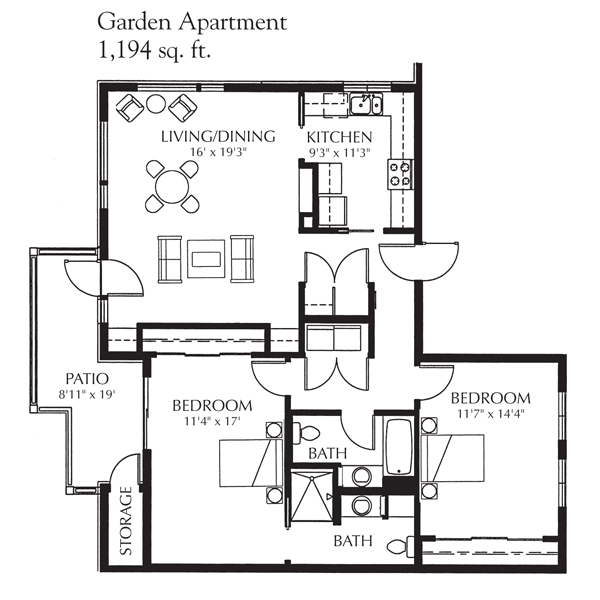 Garden Apartment
1,194 sq. ft.
LIVING/DINING
16' x 19'3"
KITCHEN
9'3" x 11'3"
PATIO
8'11" x 19'
BEDROOM
11'4" x 17'
BEDROOM
11'7" x 14'4"
BATH
STORAGE
BATH